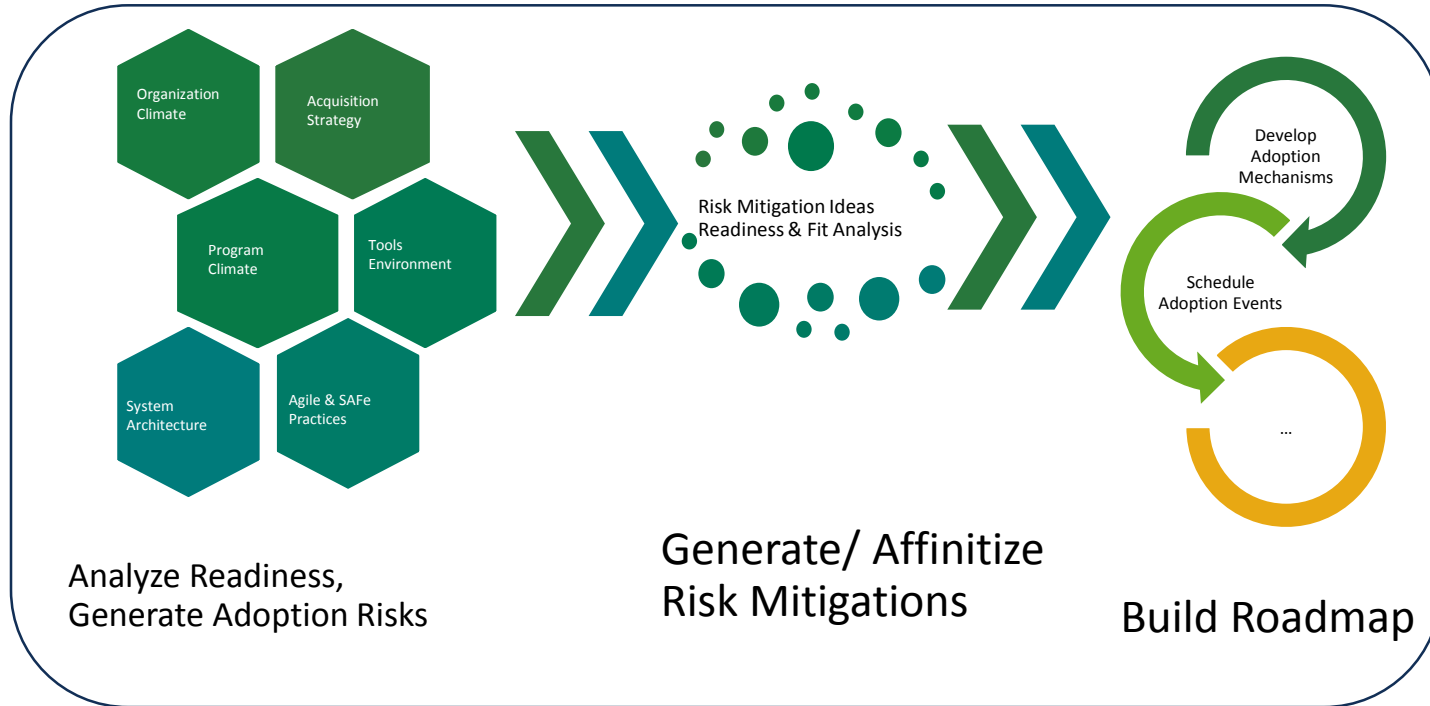 Organization
Climate
Acquisition
Strategy
Program
Climate
Tools
Environment
System
Architecture
Agile & SAFe
Practices
Analyze Readiness,
Generate Adoption Risks
Risk Mitigation Ideas
Readiness & Fit Analysis
Generate/ Affinitize
Risk Mitigations
Develop
Adoption
Mechanisms
Schedule
Adoption Events
...
Build Roadmap